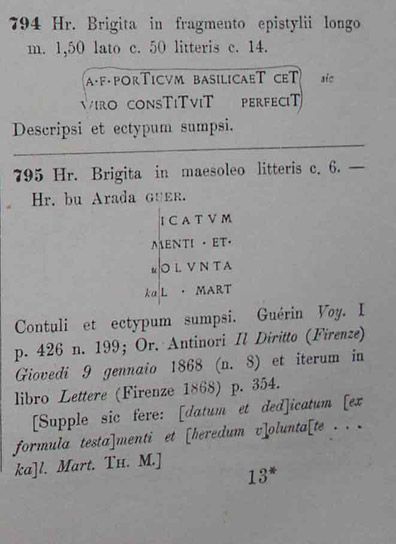 794 Hr. Brigita in fragmento epistylii longo
m. 1,50 lato c. 50 litteris c. 14.
A·F·PORTICVM BASILICAET CET sic
VIRO CONSTITVIT PERFECIT
Descripsi et ectypum sumpsi.
795 Hr. Brigita in maesoleo litteris c. 6. —
Hr. bu Arada GUER.
ICATVM
MENTI · ET·
uOLVNTA
kaL · MART
Contuli et ectypum sumpsi. Guérin Voy. I
p. 426 n. 199; Or. Antinori Il Diritto (Firenze)
Giovedi 9 gennaio 1868 (n. 8) et iterum in
libro Lettere (Firenze 1868) p. 354.
[Supple sic fere: [datum et ded]icatum [ex
formula testa]menti et [heredum v]olunta[te . . .
ka]l. Mart. TH. M.]
13*